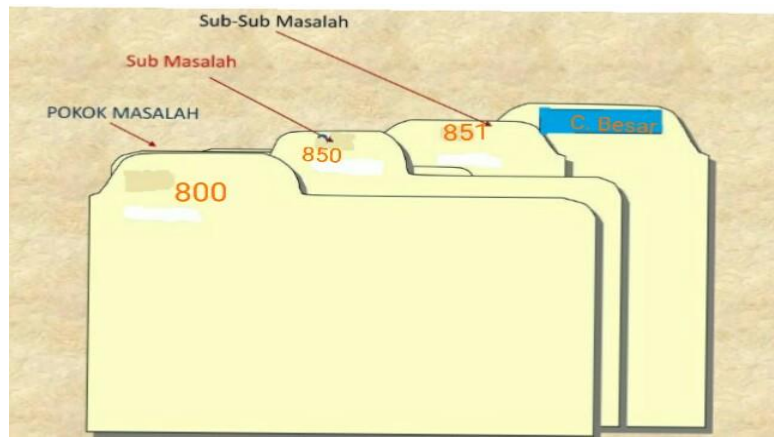 Sub-Sub Masalah
Sub Masalah
POKOK MASALAH
C. Besar
851
850
800